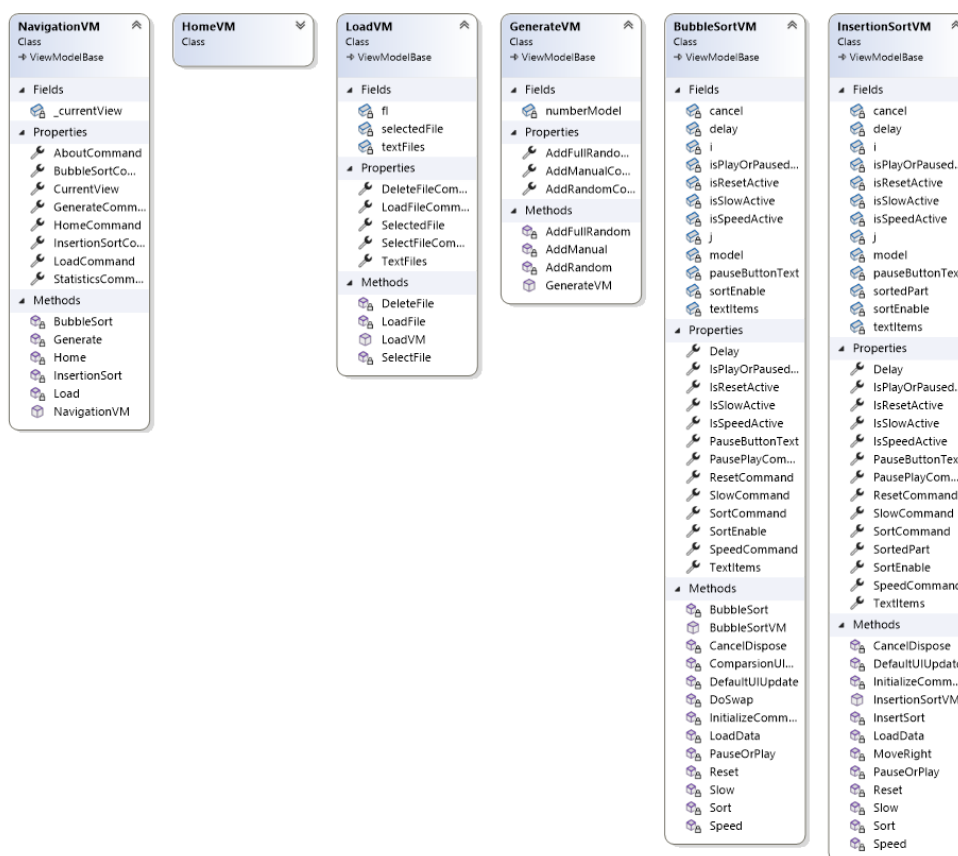 NavigationVM
Class
ViewModelBase
Fields
_currentView
Properties
AboutCommand
BubbleSortCo...
CurrentView
GenerateComm...
HomeCommand
InsertionSortCo...
LoadCommand
StatisticsComm...
Methods
BubbleSort
Generate
Home
InsertionSort
Load
NavigationVM
HomeVM
Class
LoadVM
Class
ViewModelBase
Fields
fl
selectedFile
textFiles
Properties
DeleteFileCom...
LoadFileComm...
SelectedFile
SelectFileCom...
TextFiles
Methods
DeleteFile
LoadFile
LoadVM
SelectFile
GenerateVM
Class
ViewModelBase
Fields
numberModel
Properties
AddFullRando...
AddManualCo...
AddRandomCo...
Methods
AddFullRandom
AddManual
AddRandom
GenerateVM
BubbleSortVM
Class
ViewModelBase
Fields
cancel
delay
i
isPlayOrPaused...
isResetActive
isSlowActive
isSpeedActive
j
model
pauseButtonText
sortEnable
textItems
Properties
Delay
IsPlayOrPaused...
IsResetActive
IsSlowActive
IsSpeedActive
PauseButtonText
PausePlayCom...
ResetCommand
SlowCommand
SortCommand
SortEnable
SpeedCommand
TextItems
Methods
BubbleSort
BubbleSortVM
CancelDispose
ComparsionUI...
DefaultUIUpdate
DoSwap
InitializeComm...
LoadData
PauseOrPlay
Reset
Slow
Sort
Speed
InsertionSortVM
Class
ViewModelBase
Fields
cancel
delay
i
isPlayOrPaused.
isResetActive
isSlowActive
isSpeedActive
j
model
pauseButtonTex
sortedPart
sortEnable
textItems
Properties
Delay
IsPlayOrPaused.
IsResetActive
IsSlowActive
IsSpeedActive
PauseButtonTex
PausePlayCom...
ResetCommand
SlowCommand
SortCommand
SortedPart
SortEnable
SpeedCommand
TextItems
Methods
CancelDispose
DefaultUIUpdate
InitializeComm...
InsertionSortVM
InsertSort
LoadData
MoveRight
PauseOrPlay
Reset
Slow
Sort
Speed